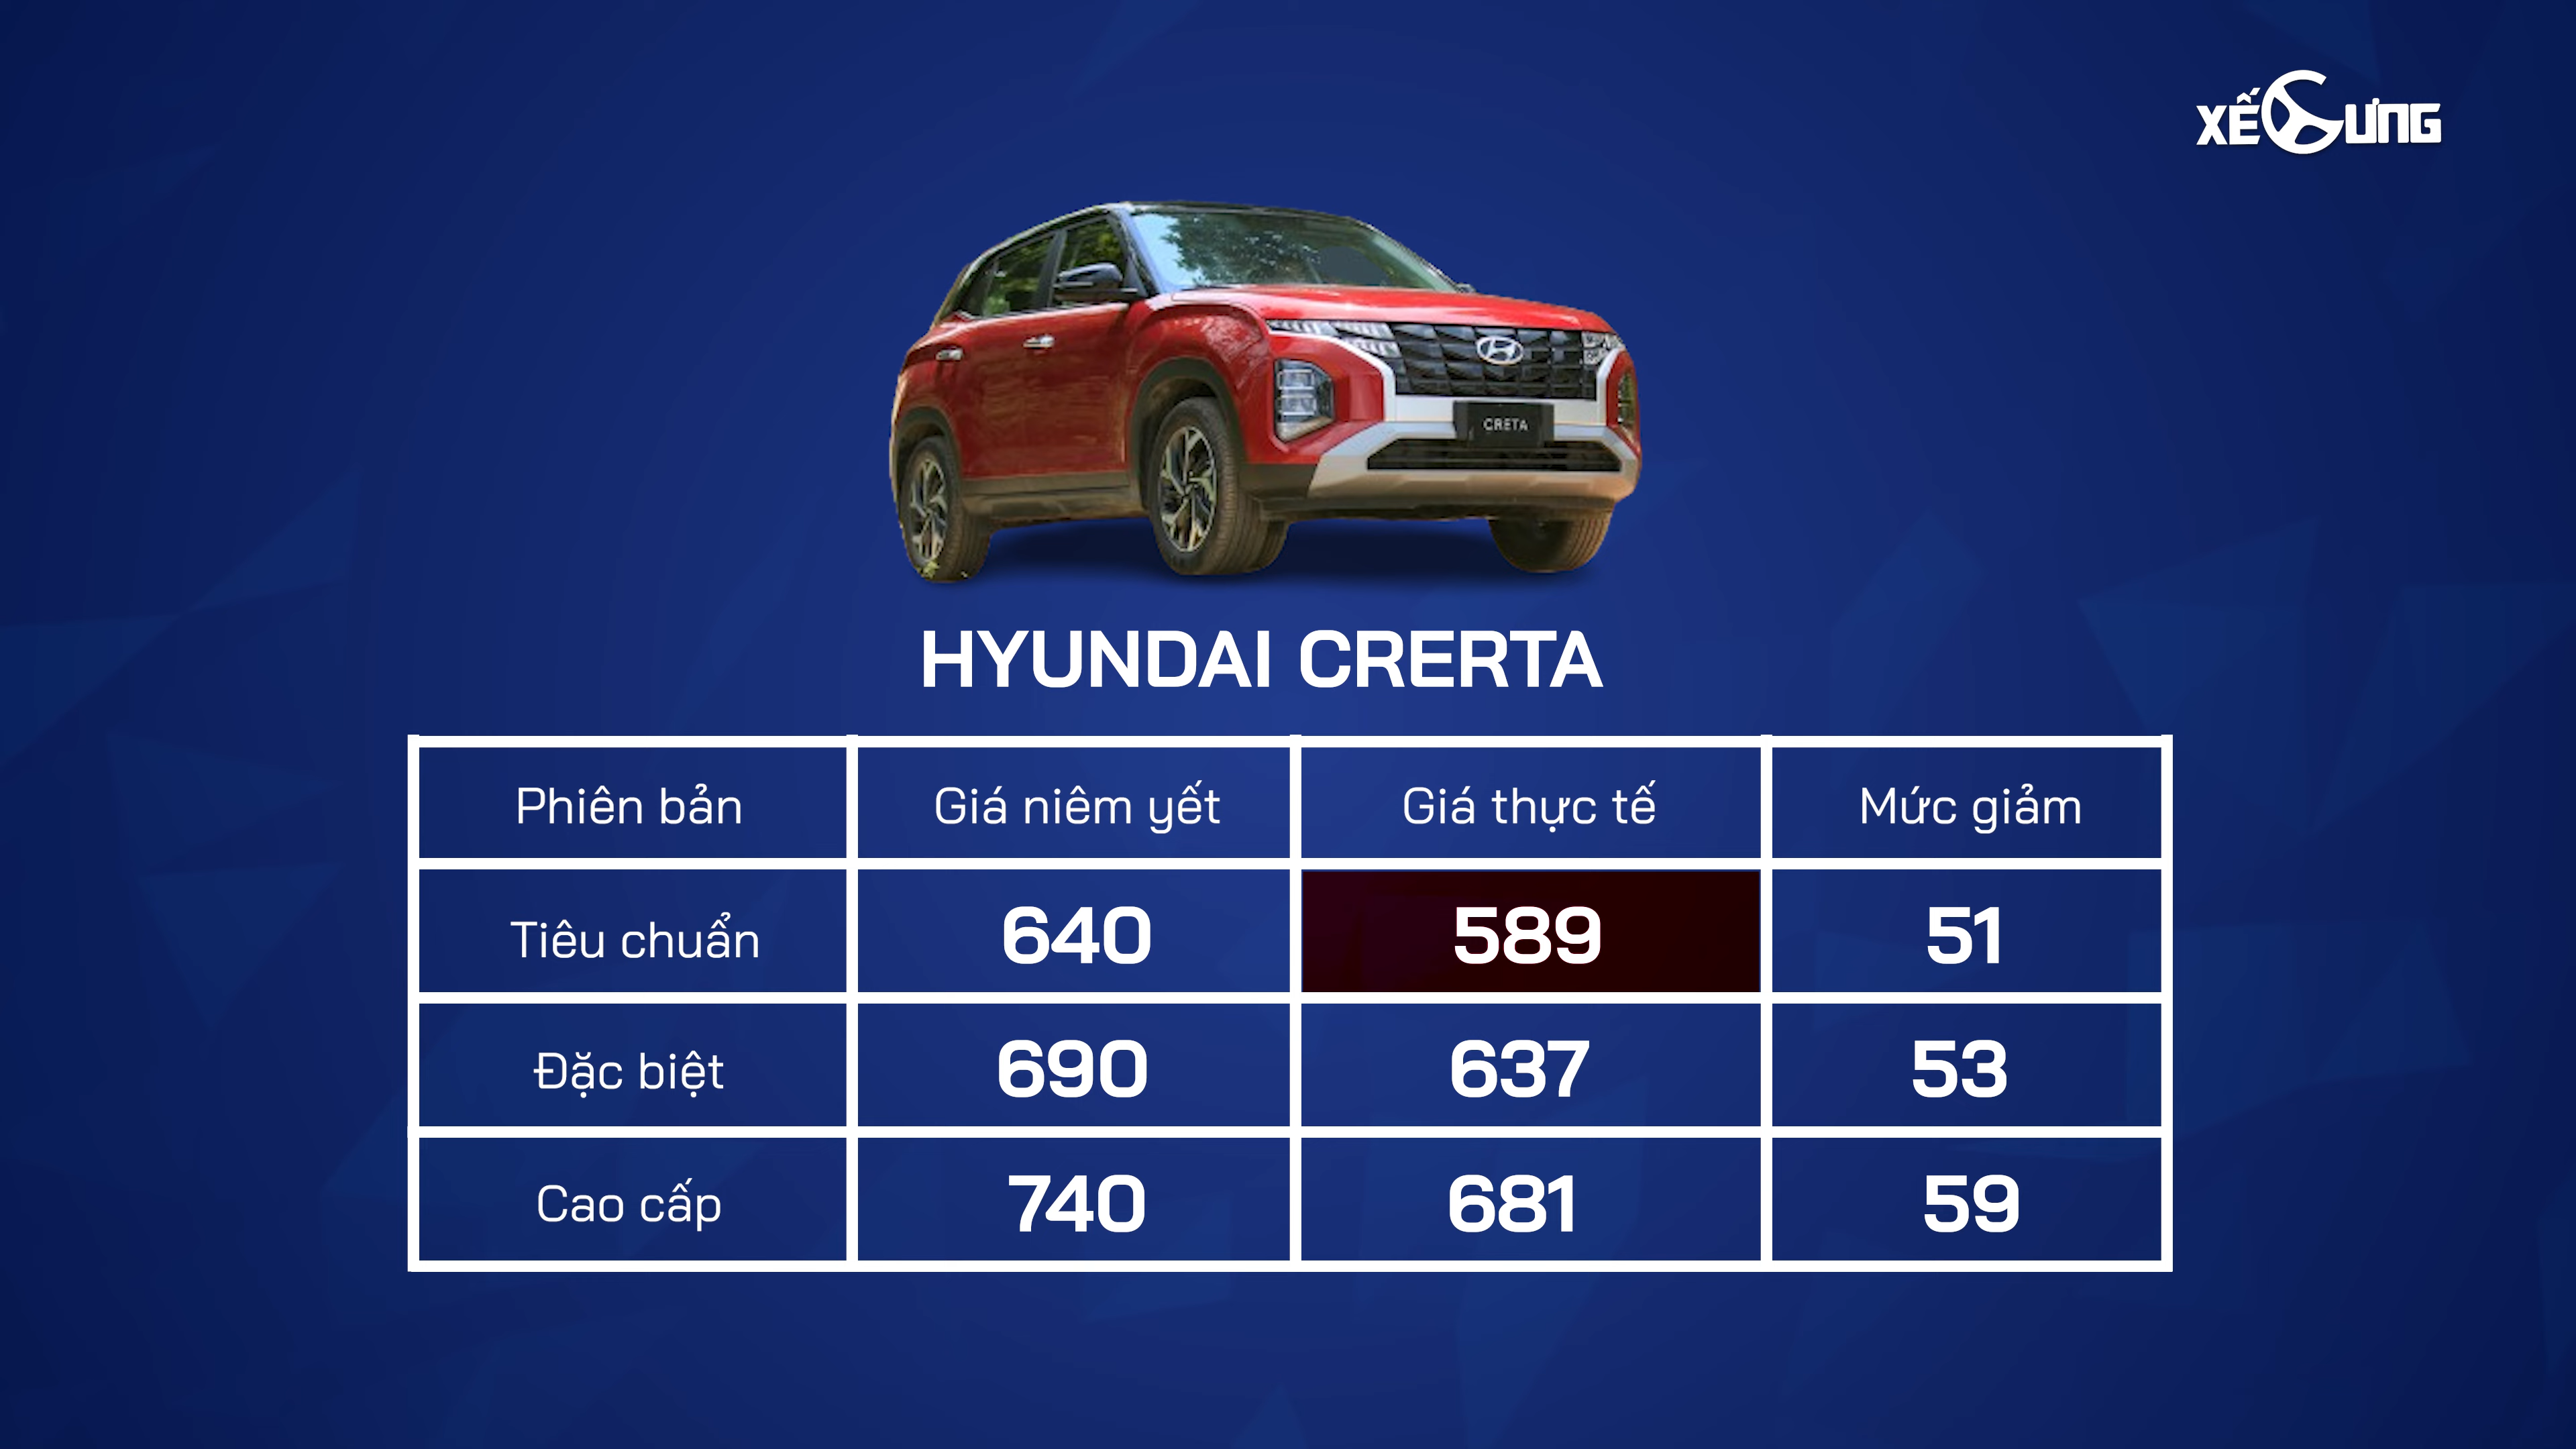 XẾ CƯNG
CRETA
HYUNDAI CRERTA
Phiên bản Giá niêm yết Giá thực tế Mức giảm
Tiêu chuẩn 640 589 51
Đặc biệt 690 637 53
Cao cấp 740 681 59